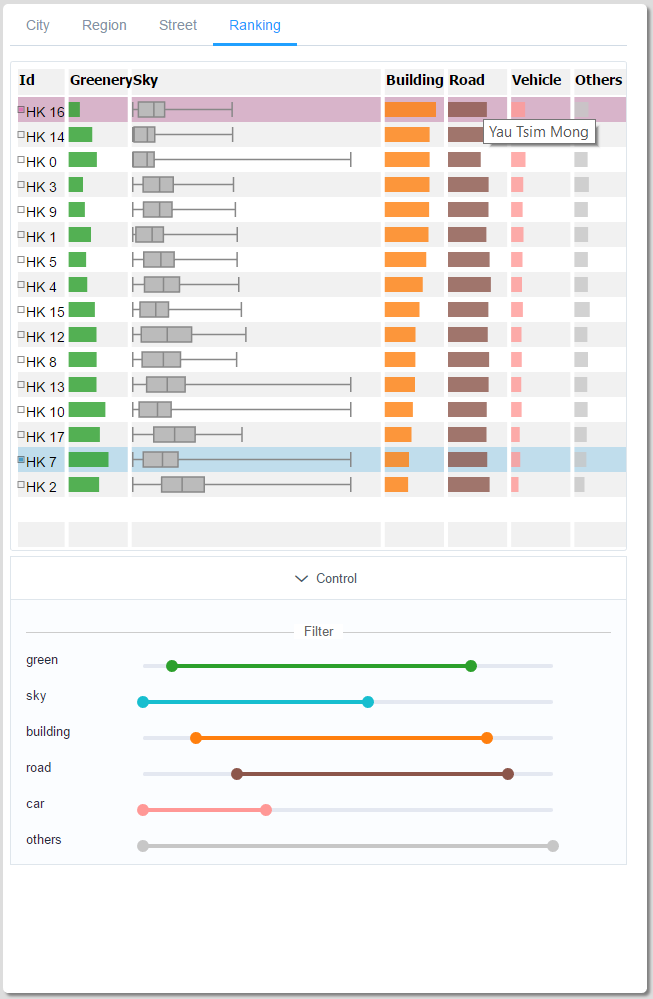 City Region Street Ranking
Id Greenery Sky Building Road Vehicle Others
HK 16
Yau Tsim Mong
HK 14
HK 0
HK 3
HK 9
HK 1
HK 5
HK 4
HK 15
HK 12
HK 8
HK 13
HK 10
HK 17
HK 7
HK 2
Control
Filter
green
sky
building
road
car
others